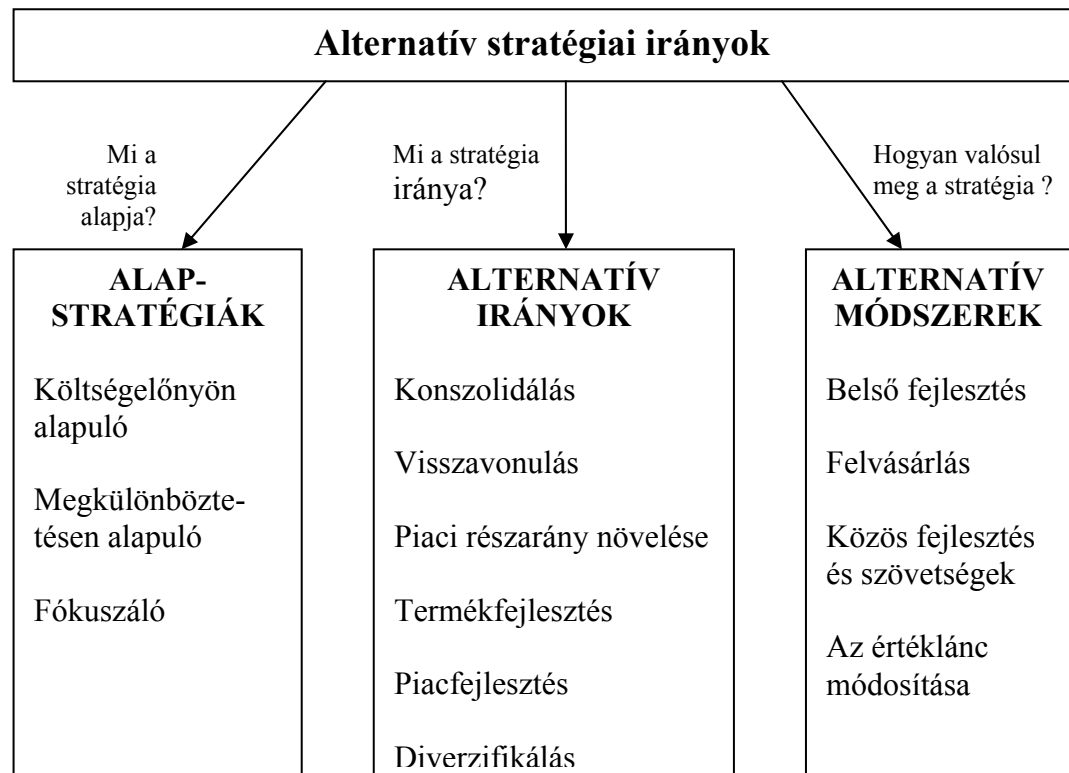 Alternatív stratégiai irányok
Mi a
stratégia
alapja?
Mi a stratégia
iránya?
Hogyan valósul
meg a stratégia ?
ALAP-
STRATÉGIÁK
Költségelőnyön
alapuló
Megkülönbözte-
tésen alapuló
Fókuszáló
ALTERNATÍV
IRÁNYOK
Konszolidálás
Visszavonulás
Piaci részarány növelése
Termékfejlesztés
Piacfejlesztés
Diverzifikálás
ALTERNATÍV
MÓDSZEREK
Belső fejlesztés
Felvásárlás
Közös fejlesztés
és szövetségek
Az értéklánc
módosítása